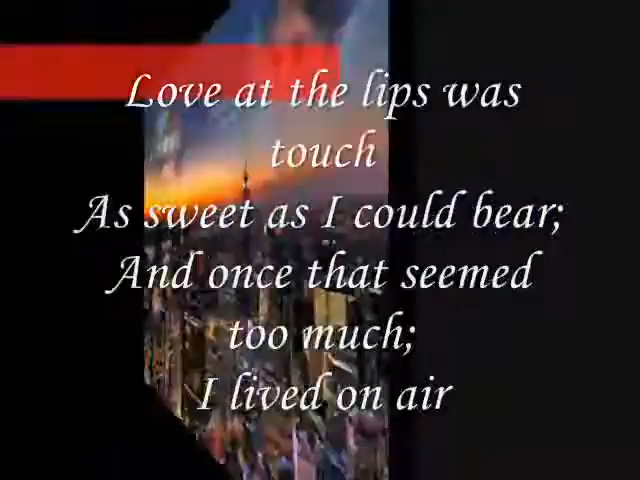 Love at the lips was
touch
As sweet as I could bear;
And once that seemed
too much;
I lived on air